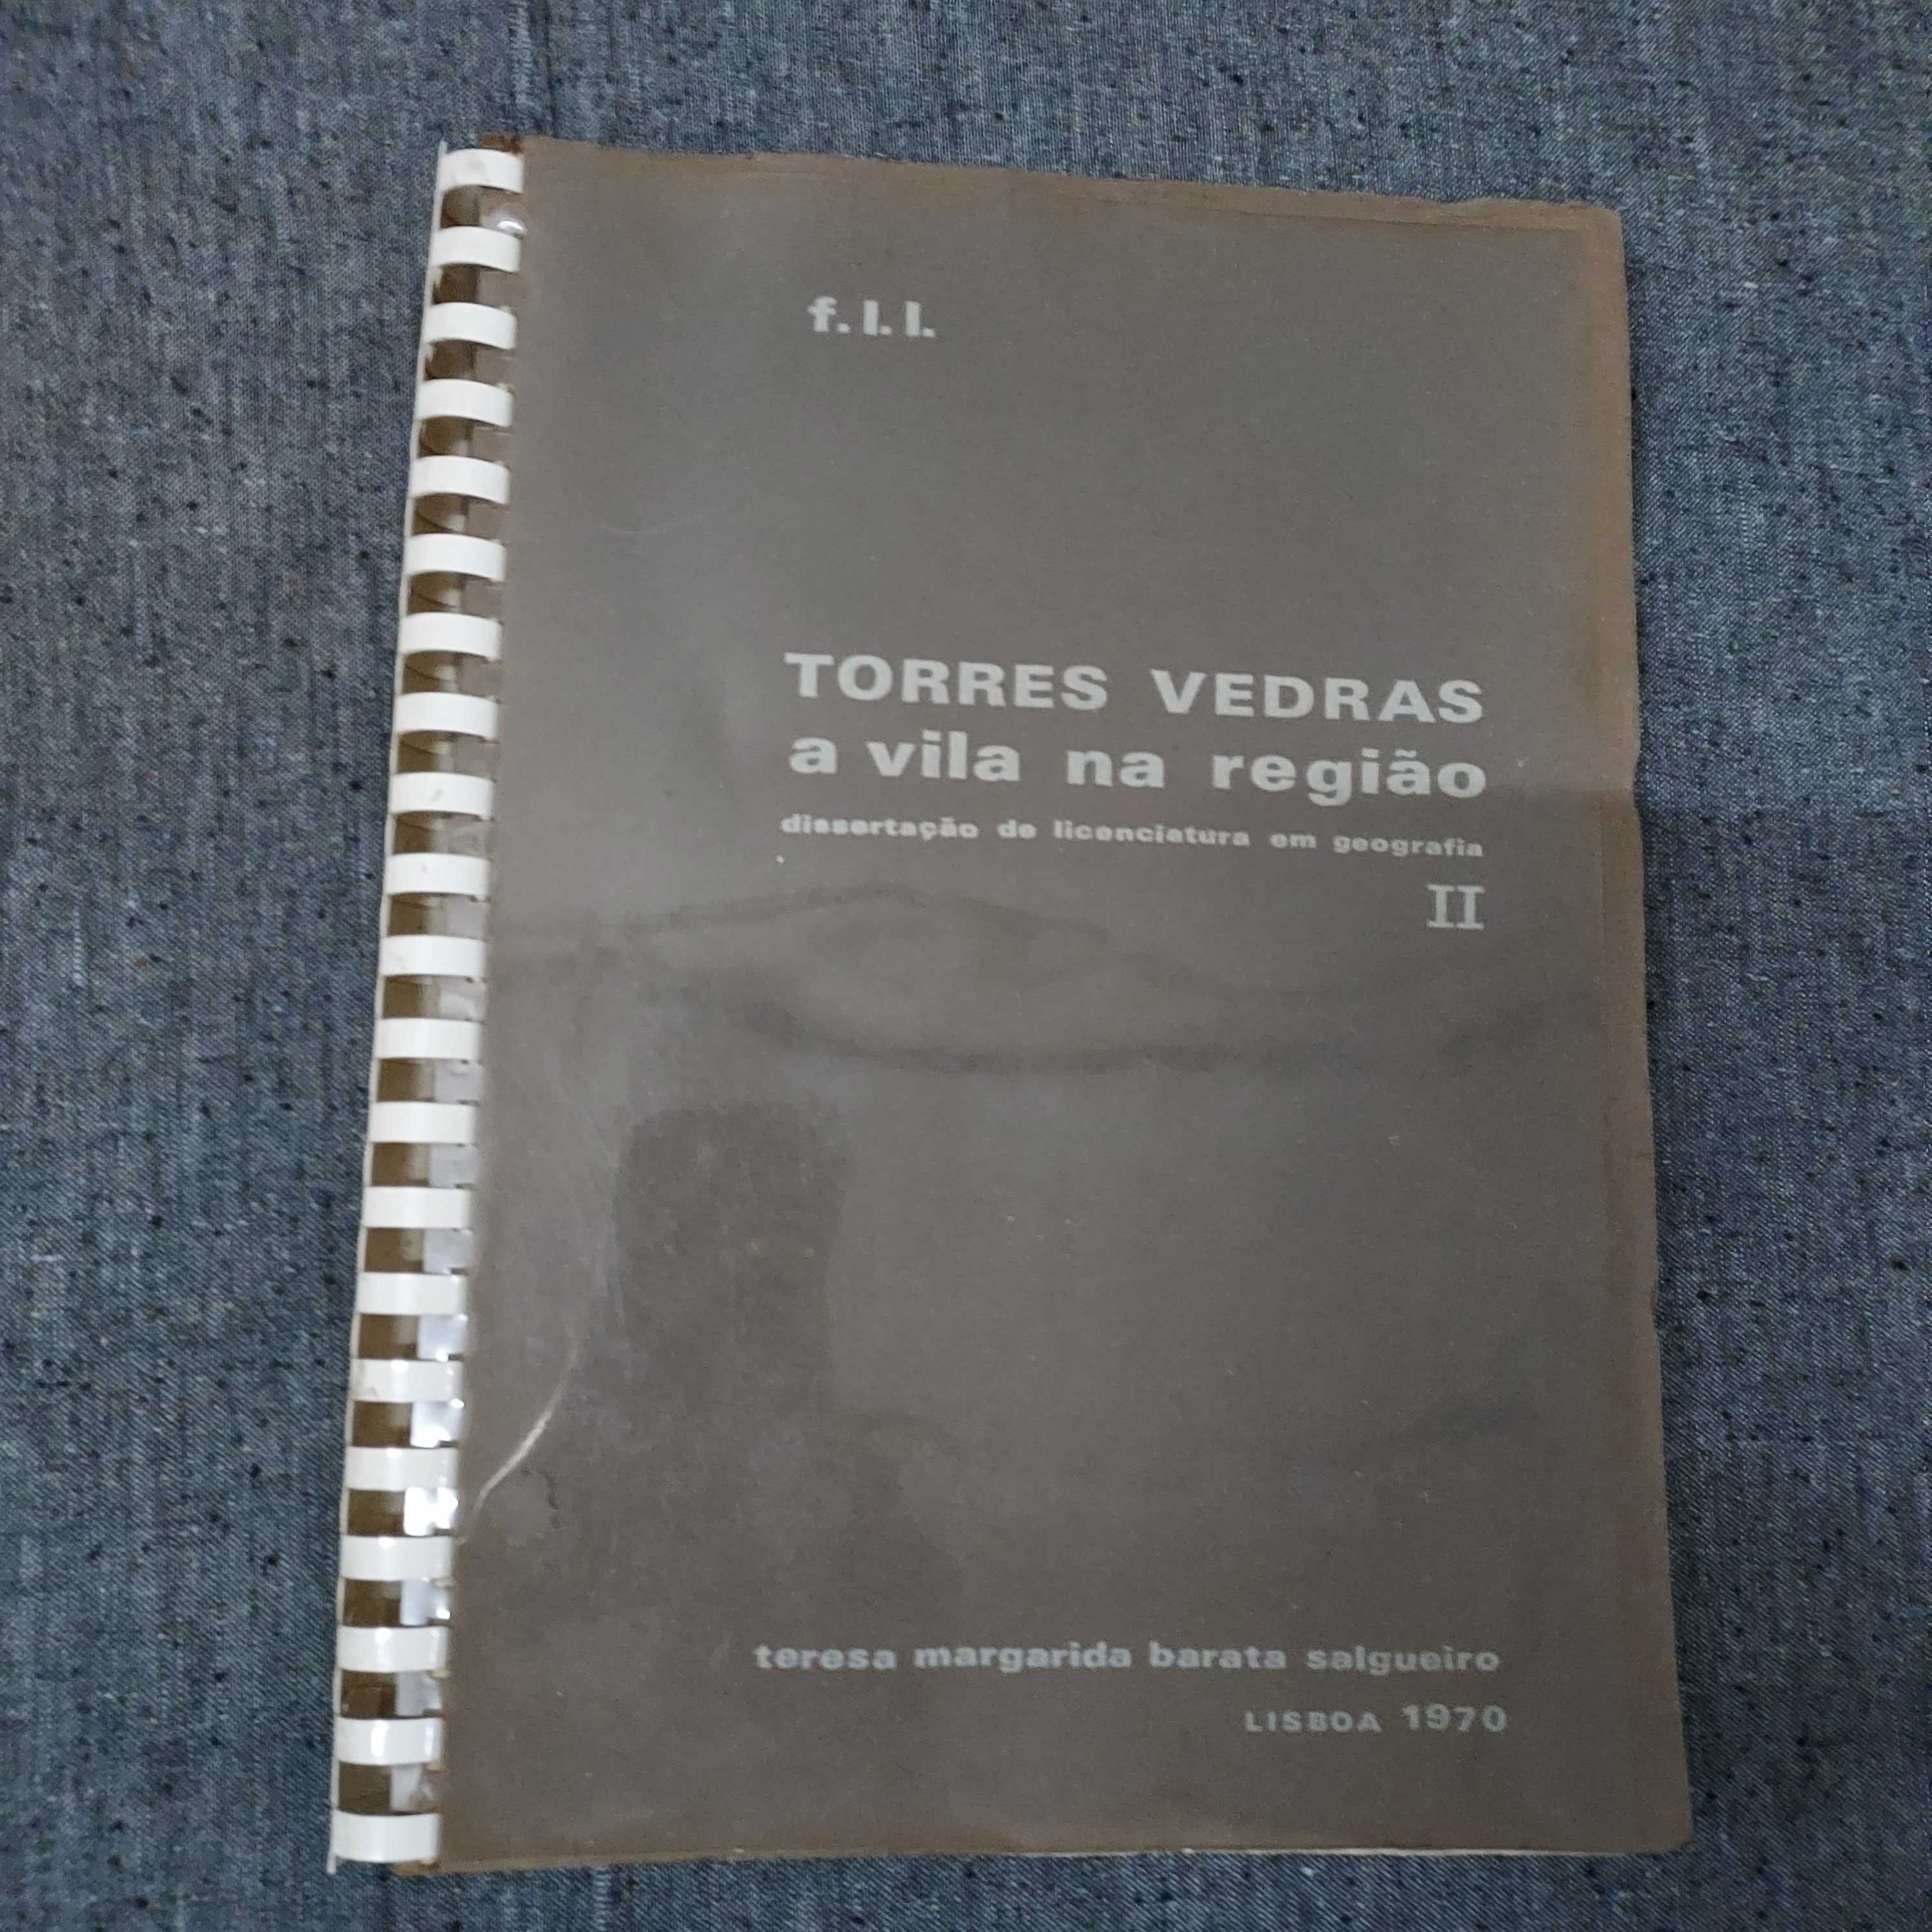 f. l. l.
TORRES VEDRAS
a vila na região
dissertação de licenciatura em geografia
II
teresa margarida barata salgueiro
LISBOA 1970